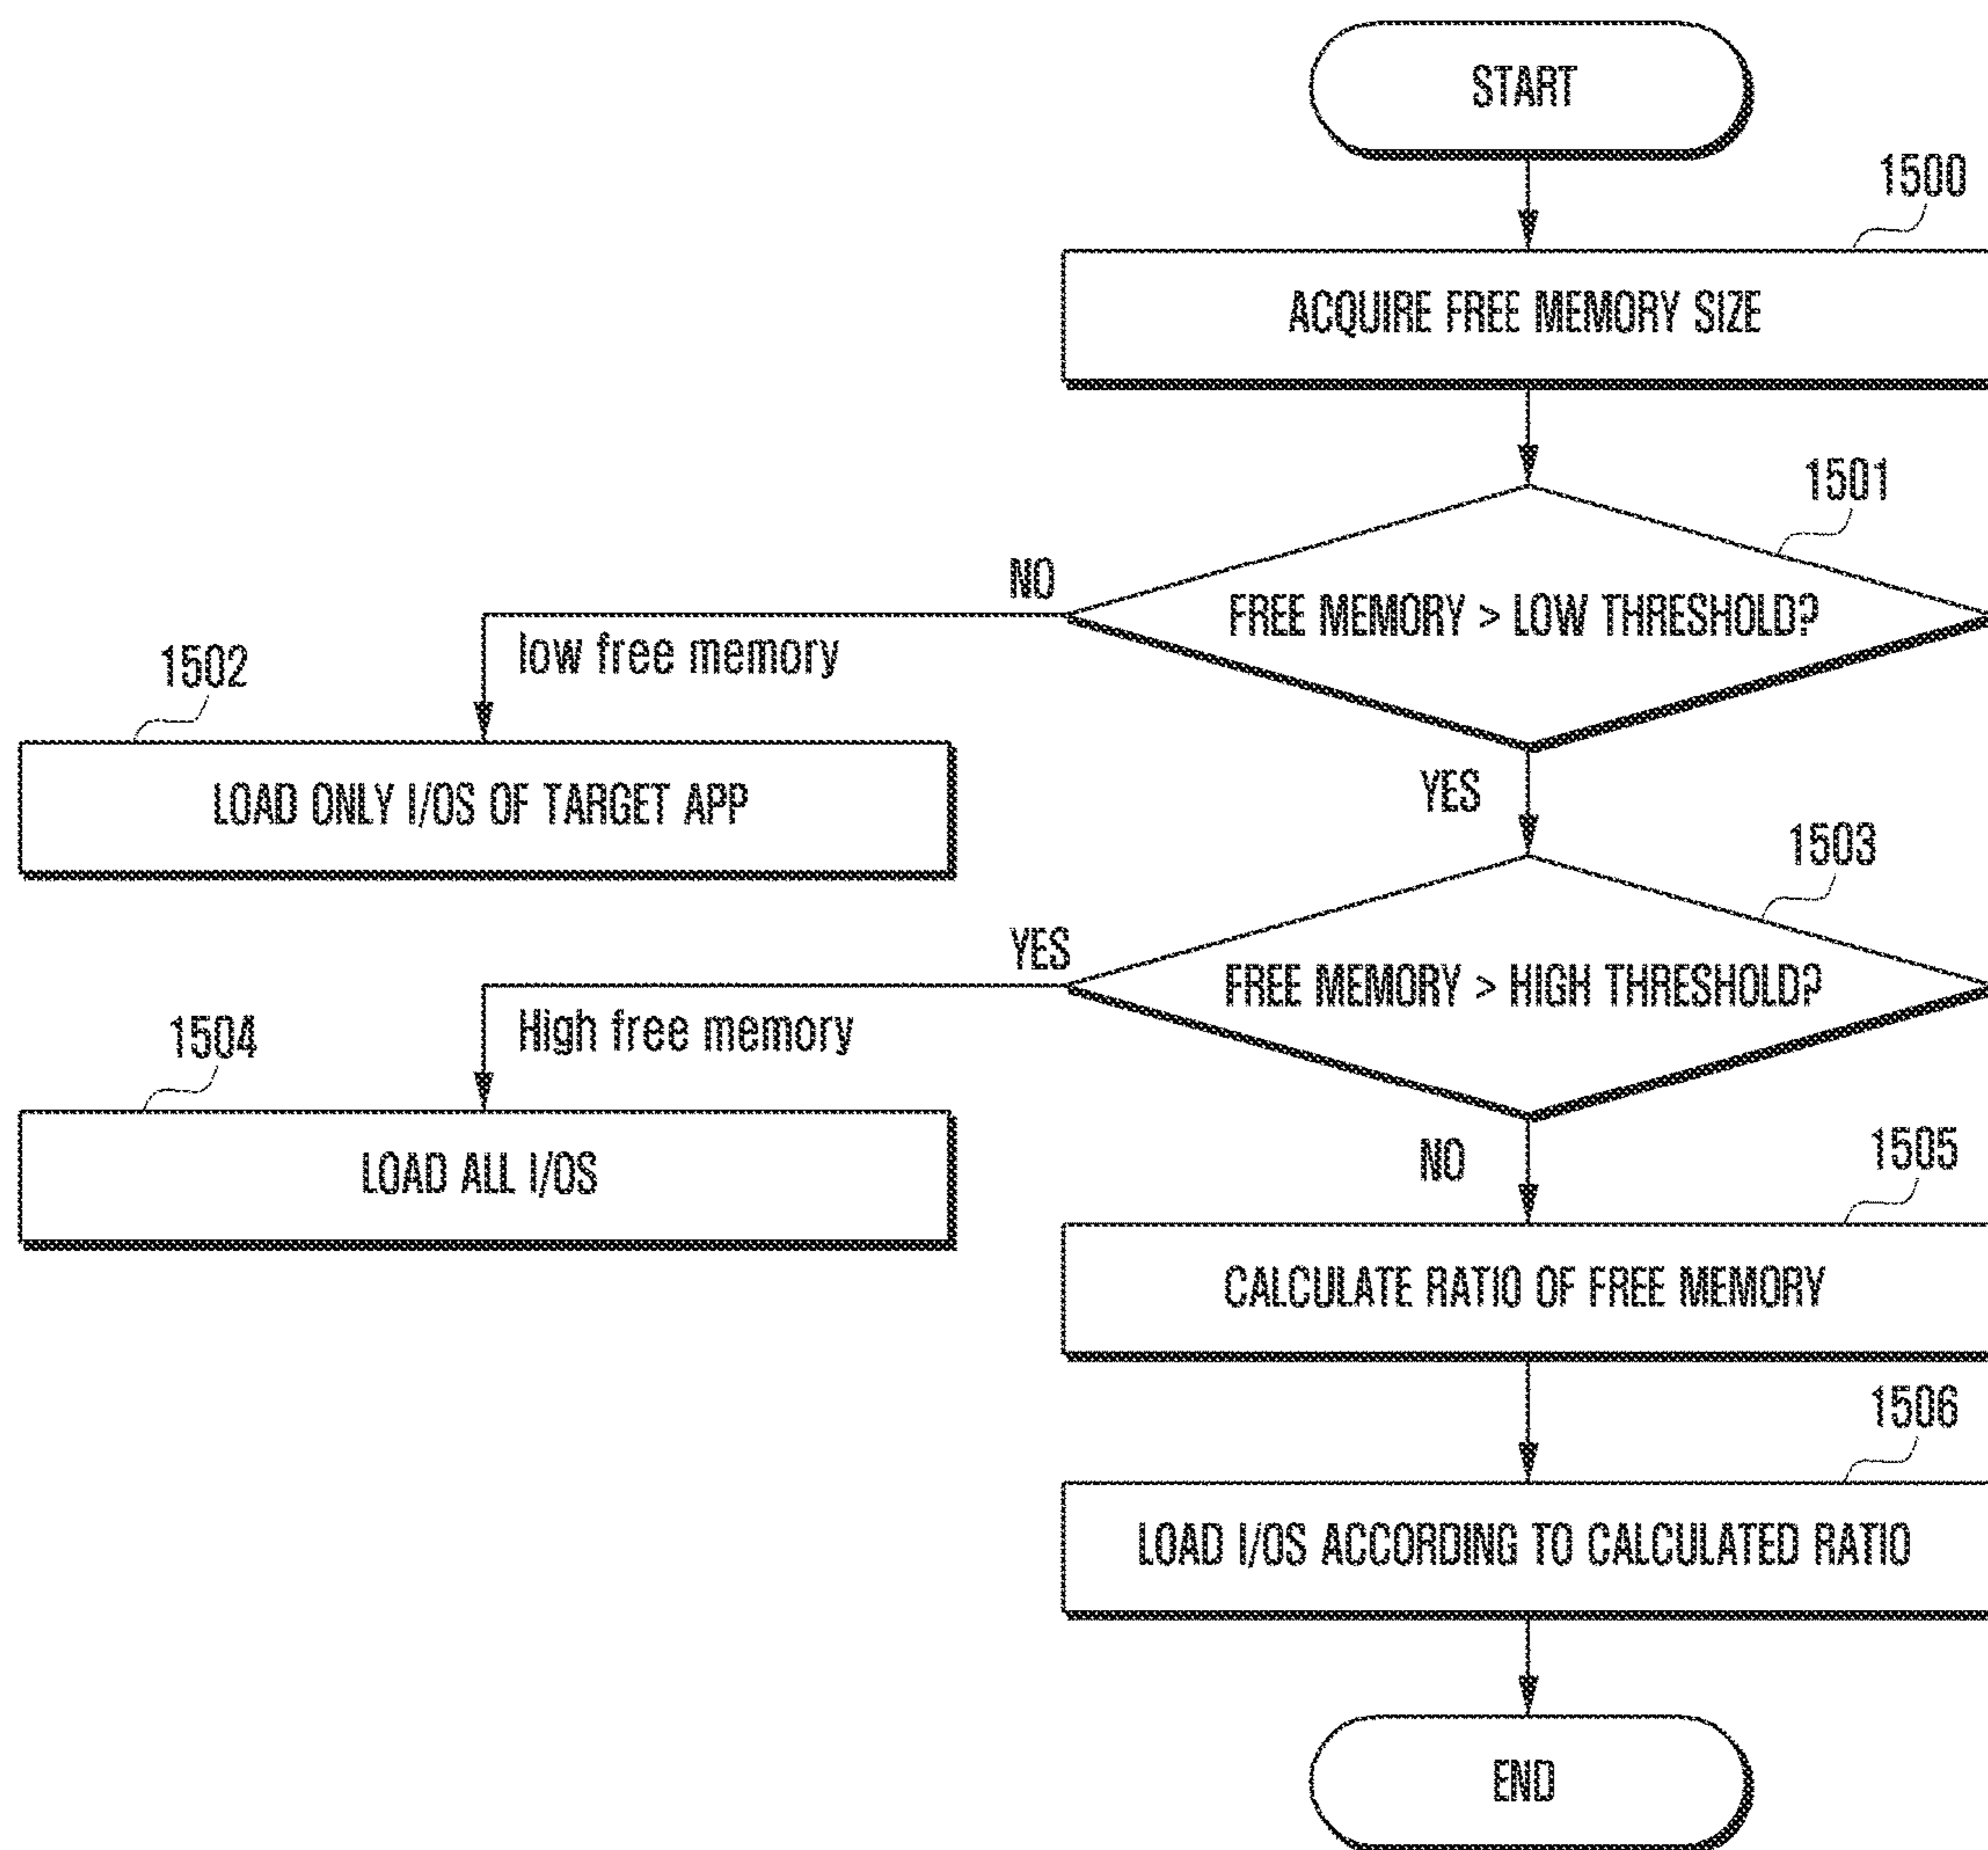 START
1500
ACQUIRE FREE MEMORY SIZE
1501
FREE MEMORY > LOW THRESHOLD?
NO
low free memory
1502
LOAD ONLY I/OS OF TARGET APP
YES
1503
FREE MEMORY > HIGH THRESHOLD?
YES
High free memory
1504
LOAD ALL I/OS
NO
1505
CALCULATE RATIO OF FREE MEMORY
1506
LOAD I/OS ACCORDING TO CALCULATED RATIO
END